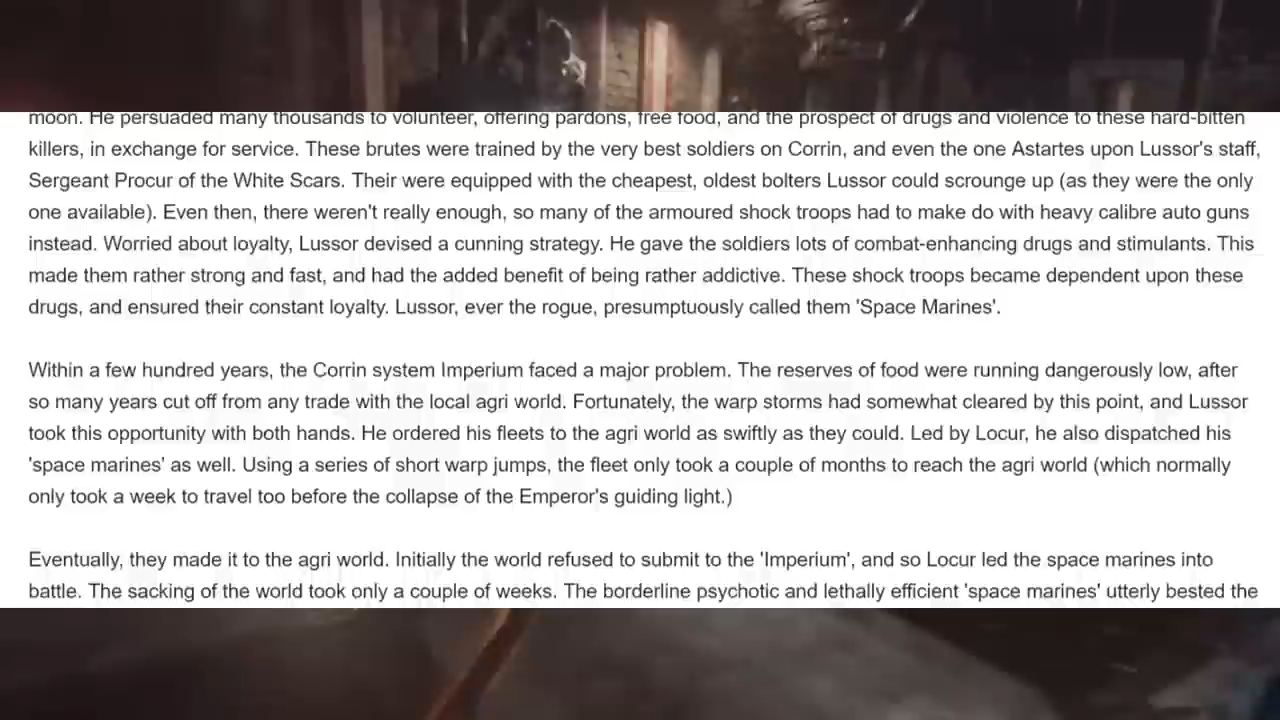 moon. He persuaded many thousands to volunteer, offering pardons, free food, and the prospect of drugs and violence to these hard-bitten
killers, in exchange for service. These brutes were trained by the very best soldiers on Corrin, and even the one Astartes upon Lussor's staff,
Sergeant Procur of the White Scars. Their were equipped with the cheapest, oldest bolters Lussor could scrounge up (as they were the only
one available). Even then, there weren't really enough, so many of the armoured shock troops had to make do with heavy calibre auto guns
instead. Worried about loyalty, Lussor devised a cunning strategy. He gave the soldiers lots of combat-enhancing drugs and stimulants. This
made them rather strong and fast, and had the added benefit of being rather addictive. These shock troops became dependent upon these
drugs, and ensured their constant loyalty. Lussor, ever the rogue, presumptuously called them 'Space Marines'.
Within a few hundred years, the Corrin system Imperium faced a major problem. The reserves of food were running dangerously low, after
so many years cut off from any trade with the local agri world. Fortunately, the warp storms had somewhat cleared by this point, and Lussor
took this opportunity with both hands. He ordered his fleets to the agri world as swiftly as they could. Led by Locur, he also dispatched his
'space marines' as well. Using a series of short warp jumps, the fleet only took a couple of months to reach the agri world (which normally
only took a week to travel too before the collapse of the Emperor's guiding light.)
Eventually, they made it to the agri world. Initially the world refused to submit to the 'Imperium', and so Locur led the space marines into
battle. The sacking of the world took only a couple of weeks. The borderline psychotic and lethally efficient 'space marines' utterly bested the